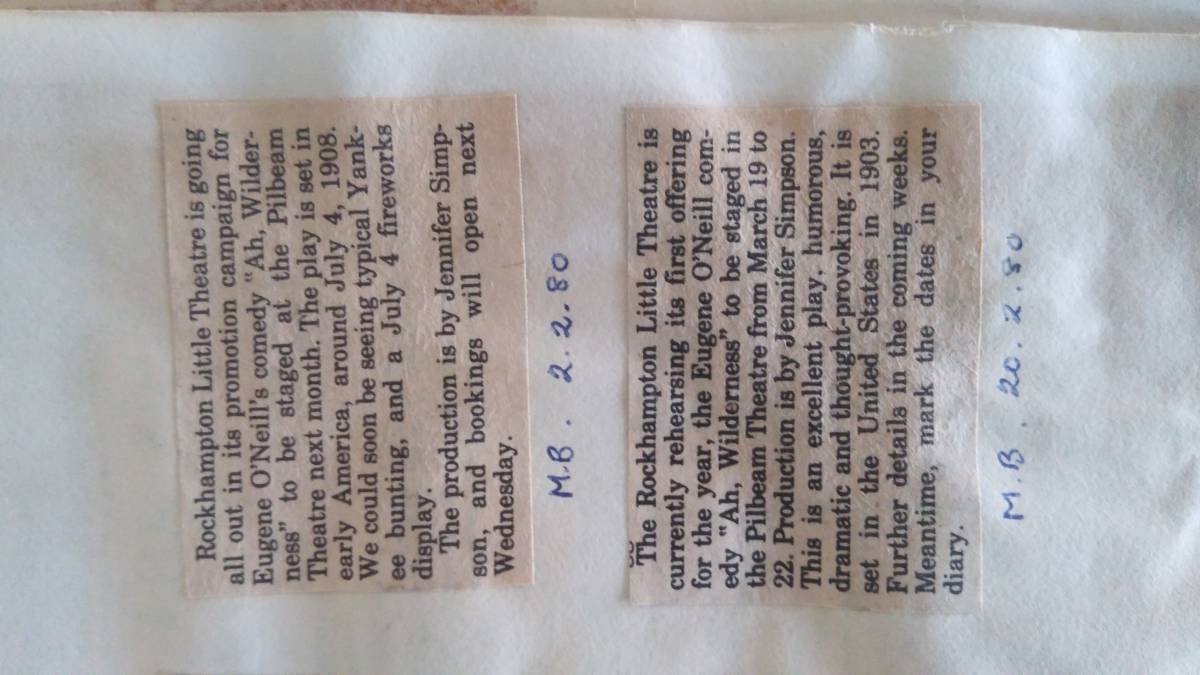 Rockhampton Little Theatre is going
all out in its promotion campaign for
Eugene O'Neill's comedy "Ah, Wilder-
ness" to be staged at the Pilbeam
Theatre next month. The play is set in
early America, around July 4, 1908.
We could soon be seeing typical Yank-
ee bunting, and a July 4 fireworks
display.
The production is by Jennifer Simp-
son, and bookings will open next
Wednesday.
M.B. 2.2.80
The Rockhampton Little Theatre is
currently rehearsing its first offering
for the year, the Eugene O'Neill com-
edy "Ah, Wilderness" to be staged in
the Pilbeam Theatre from March 19 to
22. Production is by Jennifer Simpson.
This is an excellent play, humorous,
dramatic and thought-provoking. It is
set in the United States in 1903.
Further details in the coming weeks.
Meantime, mark the dates in your
diary.
M.B. 20.2.80